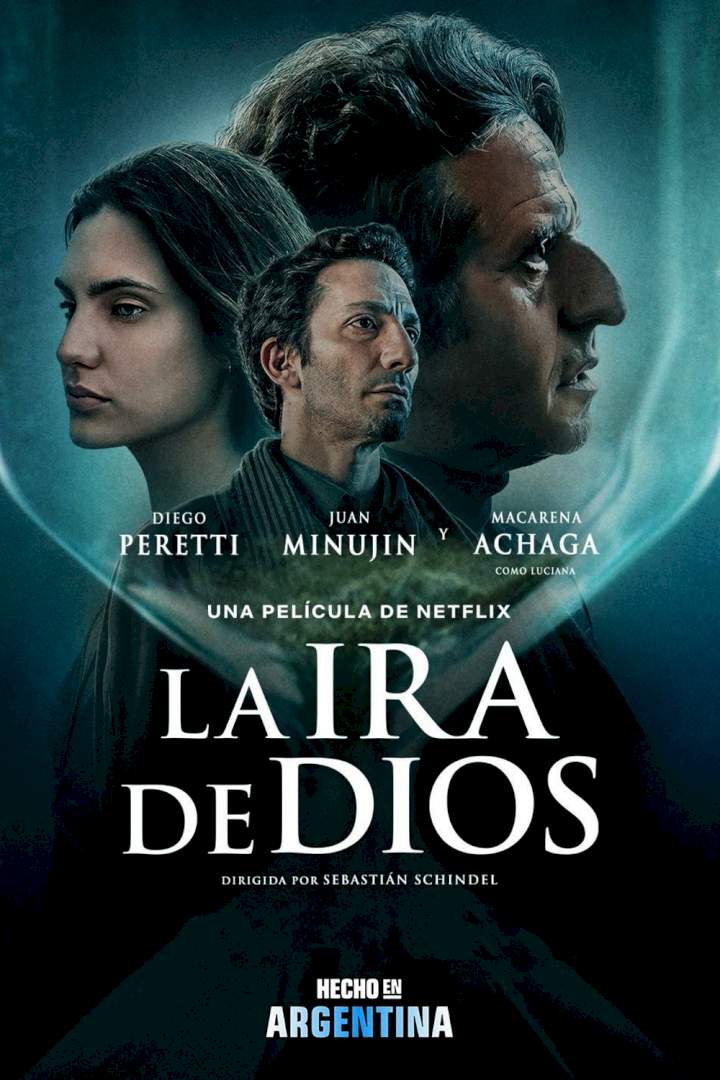 DIEGO
PERETTI
JUAN
MINUJIN
Y
MACARENA
ACHAGA
COMO LUCIANA
UNA PELÍCULA DE NETFLIX
LA IRA
DE DIOS
DIRIGIDA POR SEBASTIÁN SCHINDEL
HECHO EN
ARGENTINA